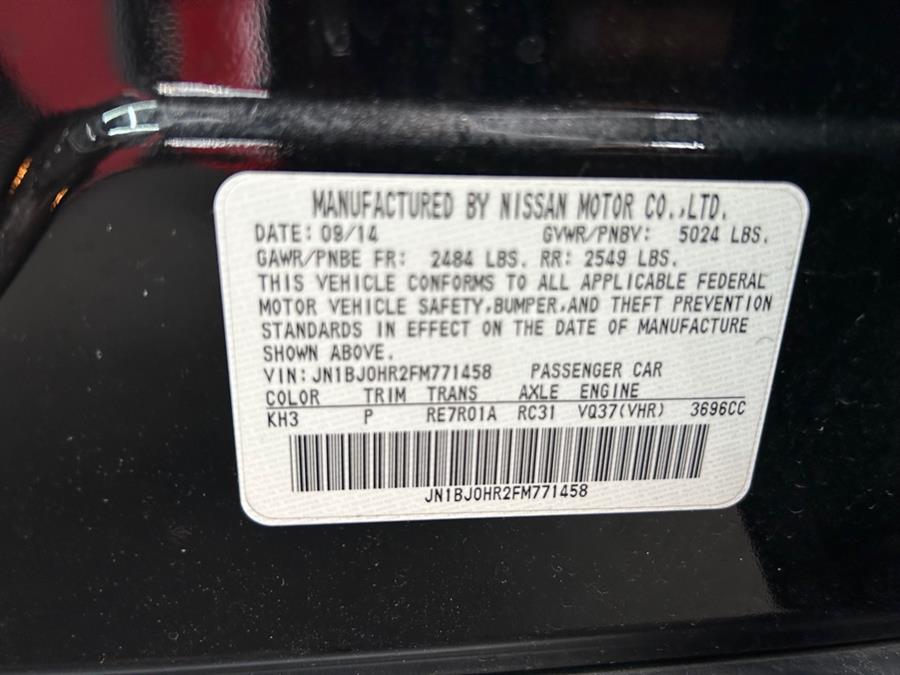 MANUFACTURED BY NISSAN MOTOR CO.,LTD.
DATE: 09/14 GVWR/PNBV: 5024 LBS.
GAWR/PNBE FR: 2484 LBS. RR: 2549 LBS.
THIS VEHICLE CONFORMS TO ALL APPLICABLE FEDERAL
MOTOR VEHICLE SAFETY,BUMPER,AND THEFT PREVENTION
STANDARDS IN EFFECT ON THE DATE OF MANUFACTURE
SHOWN ABOVE.
VIN: JN1BJ0HR2FM771458 PASSENGER CAR
COLOR TRIM TRANS AXLE ENGINE
KH3 P RE7R01A RC31 VQ37(VHR) 3696CC
JN1BJ0HR2FM771458